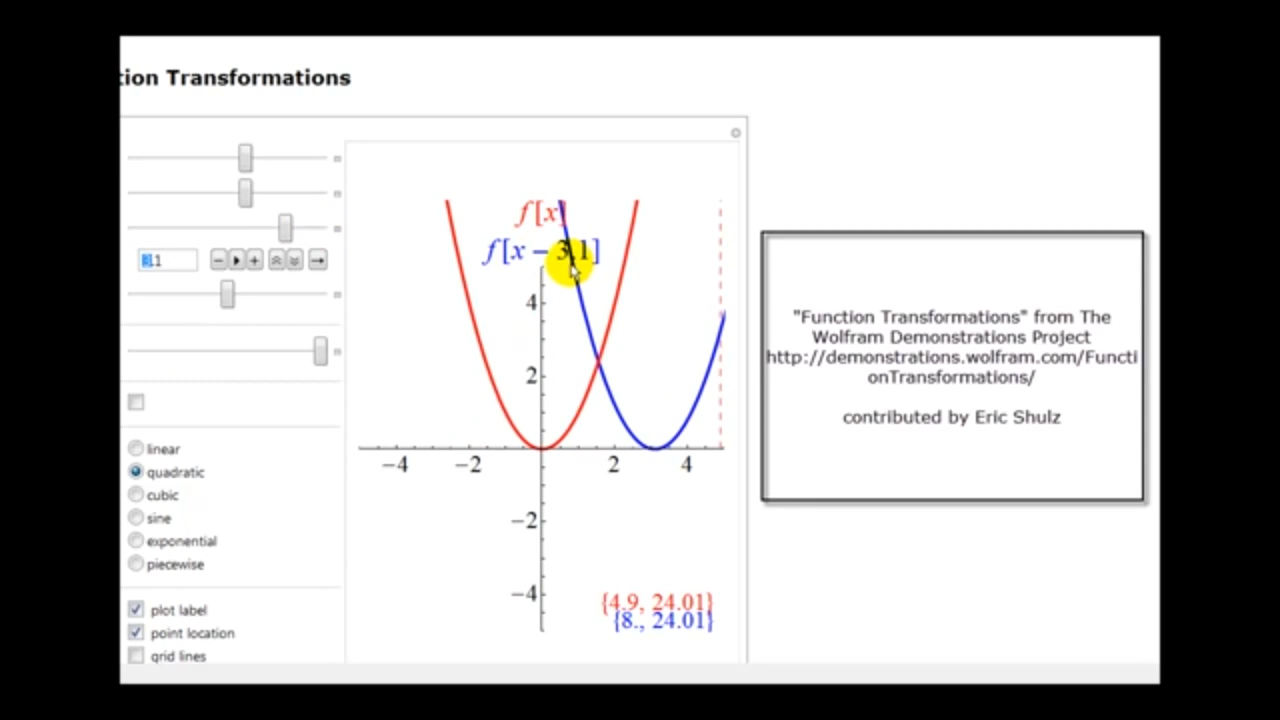 tion Transformations
f[x]
f[x − 3.1]
3.1
4
2
−4
−2
2
4
−2
−4
linear
quadratic
cubic
sine
exponential
piecewise
plot label
point location
grid lines
{4.9, 24.01}
{8., 24.01}
"Function Transformations" from The
Wolfram Demonstrations Project
http://demonstrations.wolfram.com/Functi
onTransformations/
contributed by Eric Shulz